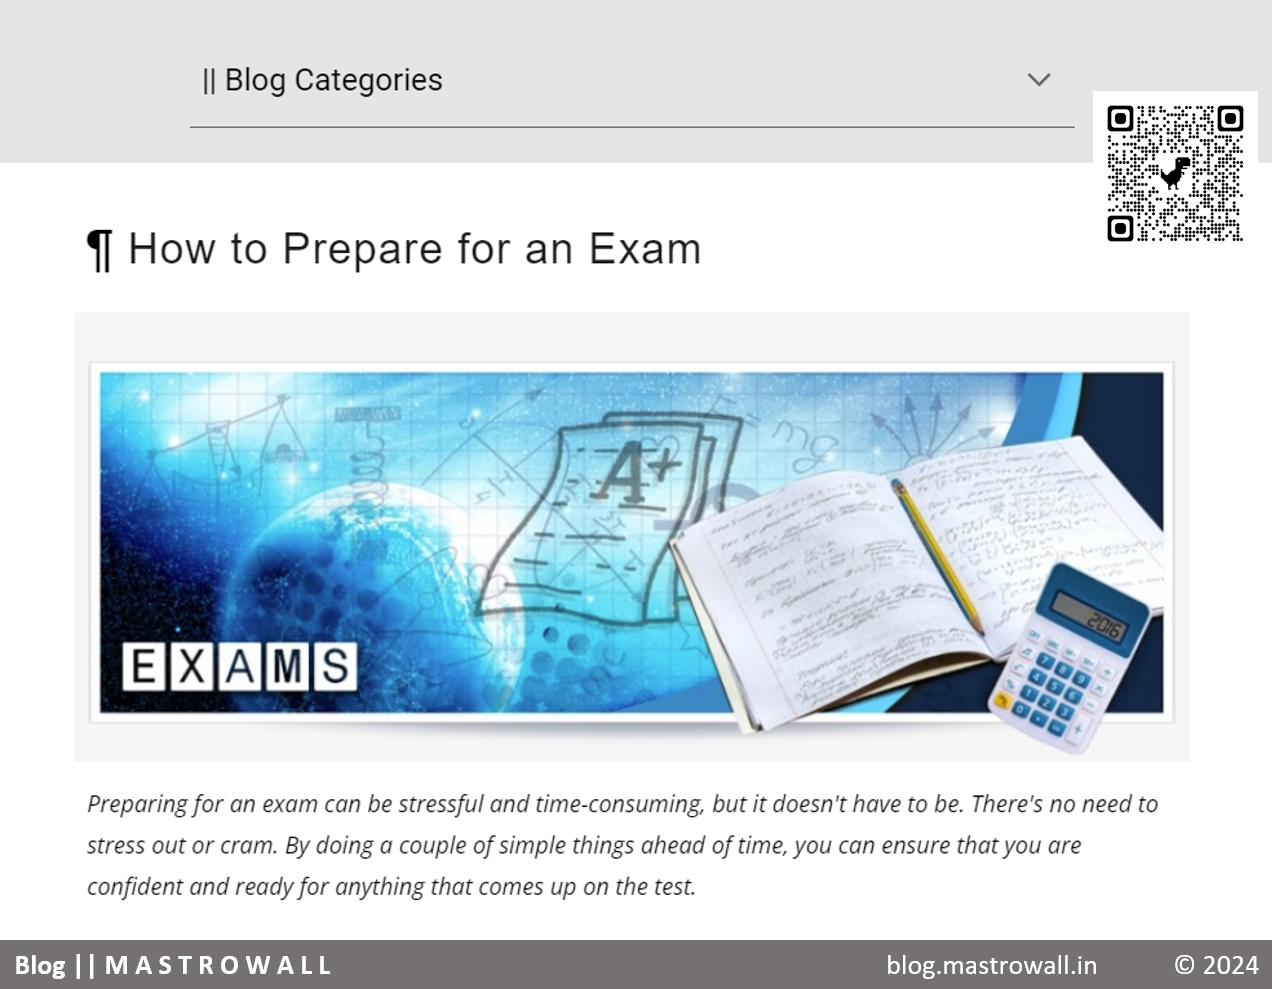 || Blog Categories
¶ How to Prepare for an Exam
A+
mg
2016
EXAMS
Preparing for an exam can be stressful and time-consuming, but it doesn't have to be. There's no need to
stress out or cram. By doing a couple of simple things ahead of time, you can ensure that you are
confident and ready for anything that comes up on the test.
Blog || MASTROWALL
blog.mastrowall.in
© 2024